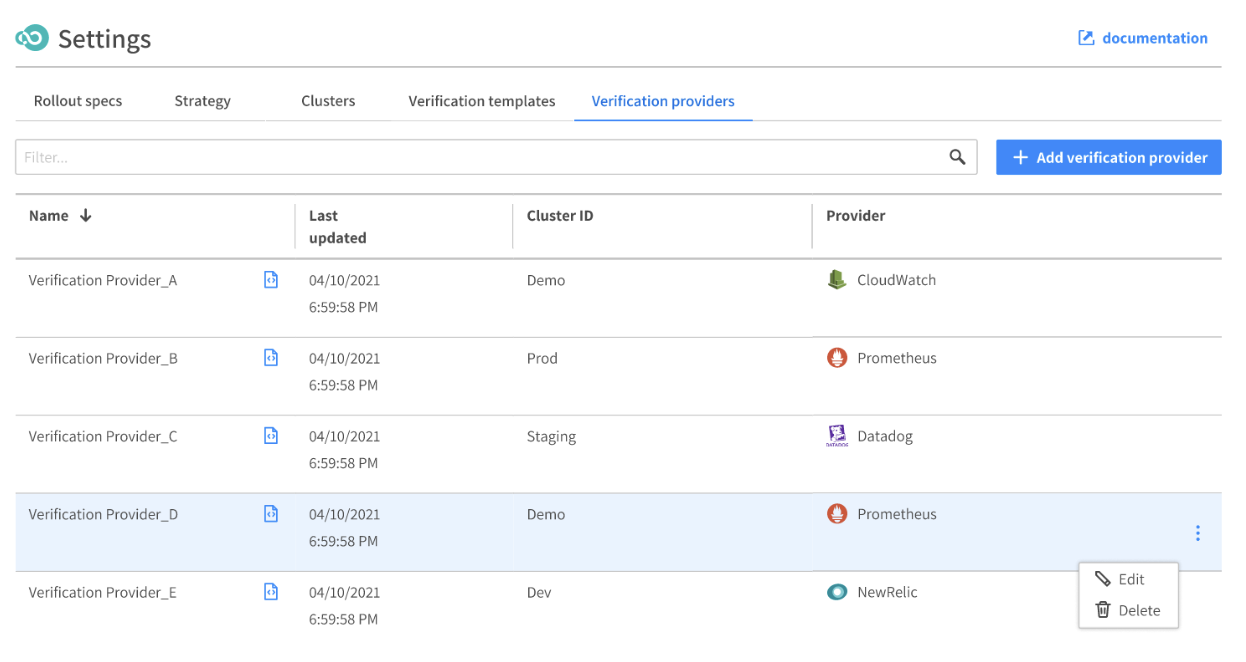 Settings
documentation
Rollout specs Strategy Clusters Verification templates Verification providers
Filter...
Add verification provider
Name Last updated Cluster ID Provider
Verification Provider_A 04/10/2021 6:59:58 PM Demo CloudWatch
Verification Provider_B 04/10/2021 6:59:58 PM Prod Prometheus
Verification Provider_C 04/10/2021 6:59:58 PM Staging DATADOG Datadog
Verification Provider_D 04/10/2021 6:59:58 PM Demo Prometheus
Verification Provider_E 04/10/2021 6:59:58 PM Dev NewRelic
Edit
Delete